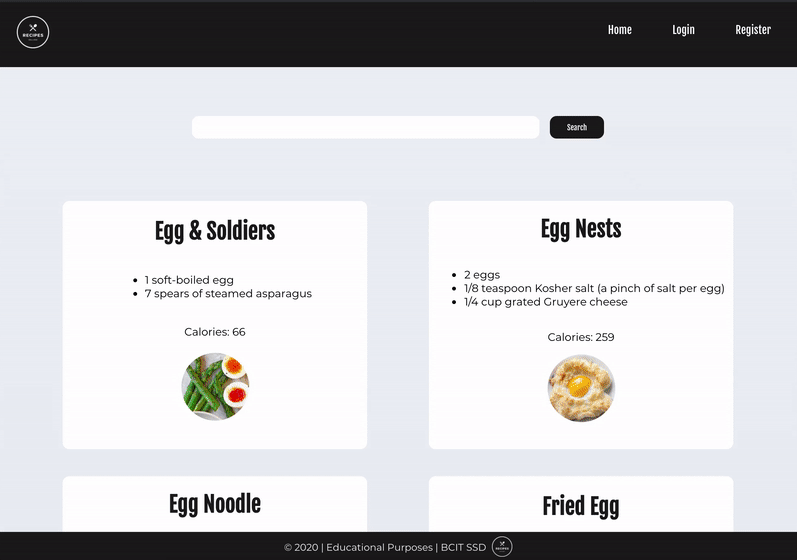 RECIPES
Home
Login
Register
Search
Egg & Soldiers
1 soft-boiled egg
7 spears of steamed asparagus
Calories: 66
Egg Nests
2 eggs
1/8 teaspoon Kosher salt (a pinch of salt per egg)
1/4 cup grated Gruyere cheese
Calories: 259
Egg Noodle
Fried Egg
© 2020 | Educational Purposes | BCIT SSD
RECIPES